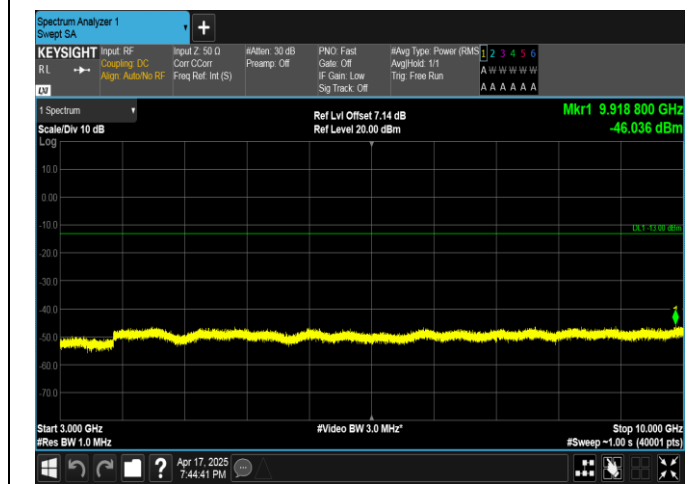 Spectrum Analyzer 1
Swept SA
+
KEYSIGHT
RL
LXI
Input: RF
Coupling: DC
Align: Auto/No RF
Input Z: 50 Ω
Corr CCorr
Freq Ref: Int (S)
#Atten: 30 dB
Preamp: Off
PNO: Fast
Gate: Off
IF Gain: Low
Sig Track: Off
#Avg Type: Power (RMS
Avg|Hold: 1/1
Trig: Free Run
1 2 3 4 5 6
A W W W W W
A A A A A A
1 Spectrum
Scale/Div 10 dB
Log
Ref Lvl Offset 7.14 dB
Ref Level 20.00 dBm
Mkr1 9.918 800 GHz
-46.036 dBm
10.0
0.00
-10.0
DL1 -13.00 dBm
-20.0
-30.0
-40.0
1
-50.0
-60.0
-70.0
Start 3.000 GHz
#Res BW 1.0 MHz
#Video BW 3.0 MHz*
Stop 10.000 GHz
#Sweep ~1.00 s (40001 pts)
?
Apr 17, 2025
7:44:41 PM